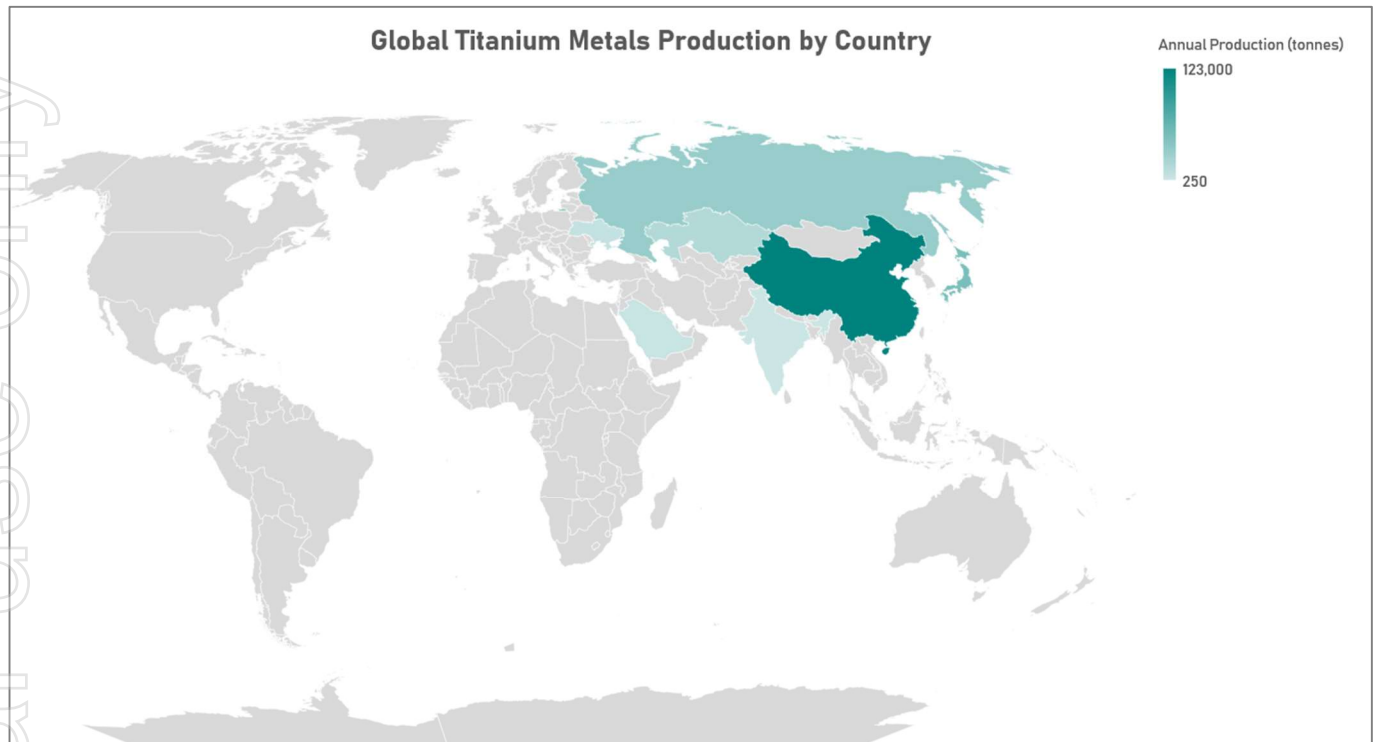 Global Titanium Metals Production by Country
Annual Production (tonnes)
123,000
250